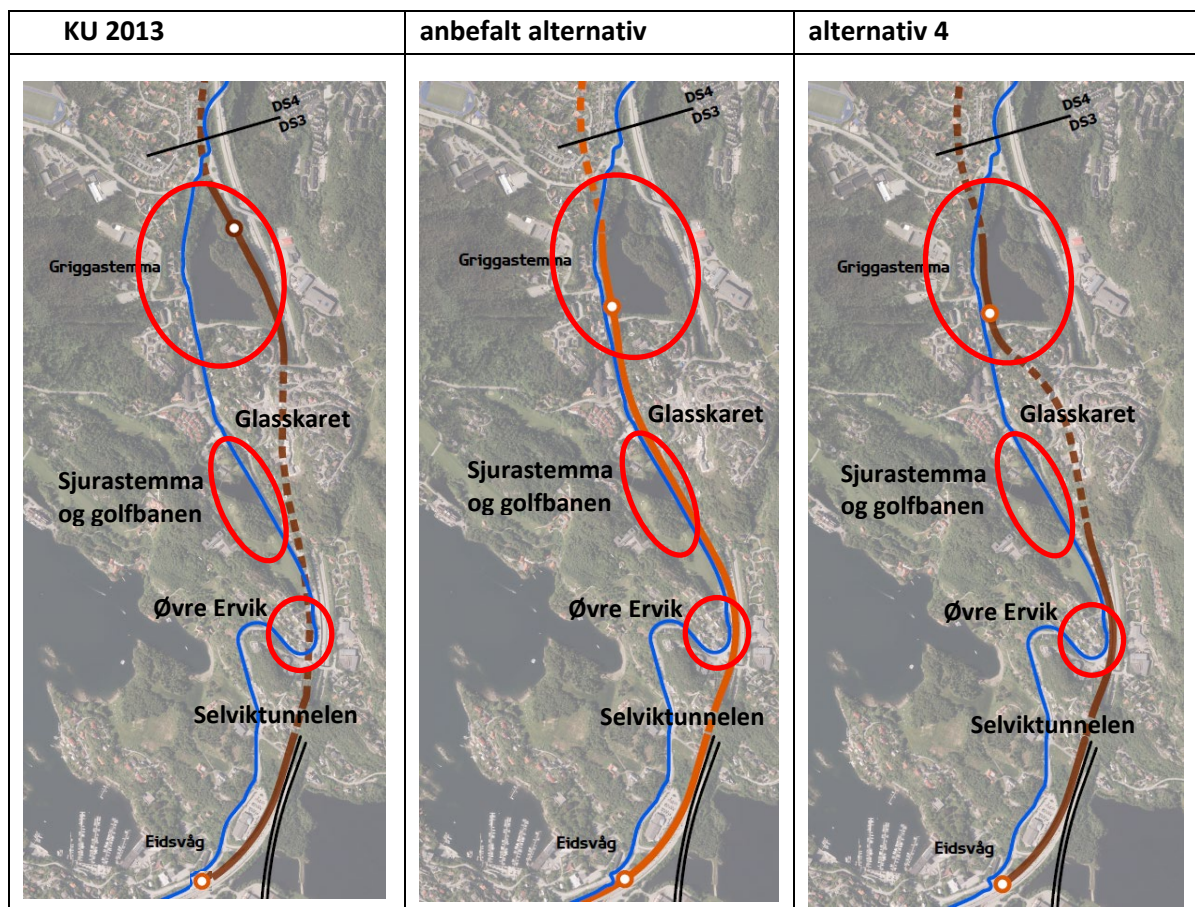 KU 2013
DS4
DS3
Griggastemma
Glasskaret
Sjurastemma
og golfbanen
Øvre Ervik
Selviktunnelen
Eidsvåg
anbefalt alternativ
DS4
DS3
Griggastemma
Glasskaret
Sjurastemma
og golfbanen
Øvre Ervik
Selviktunnelen
Eidsvåg
alternativ 4
DS4
DS3
Griggastemma
Glasskaret
Sjurastemma
og golfbanen
Øvre Ervik
Selviktunnelen
Eidsvåg